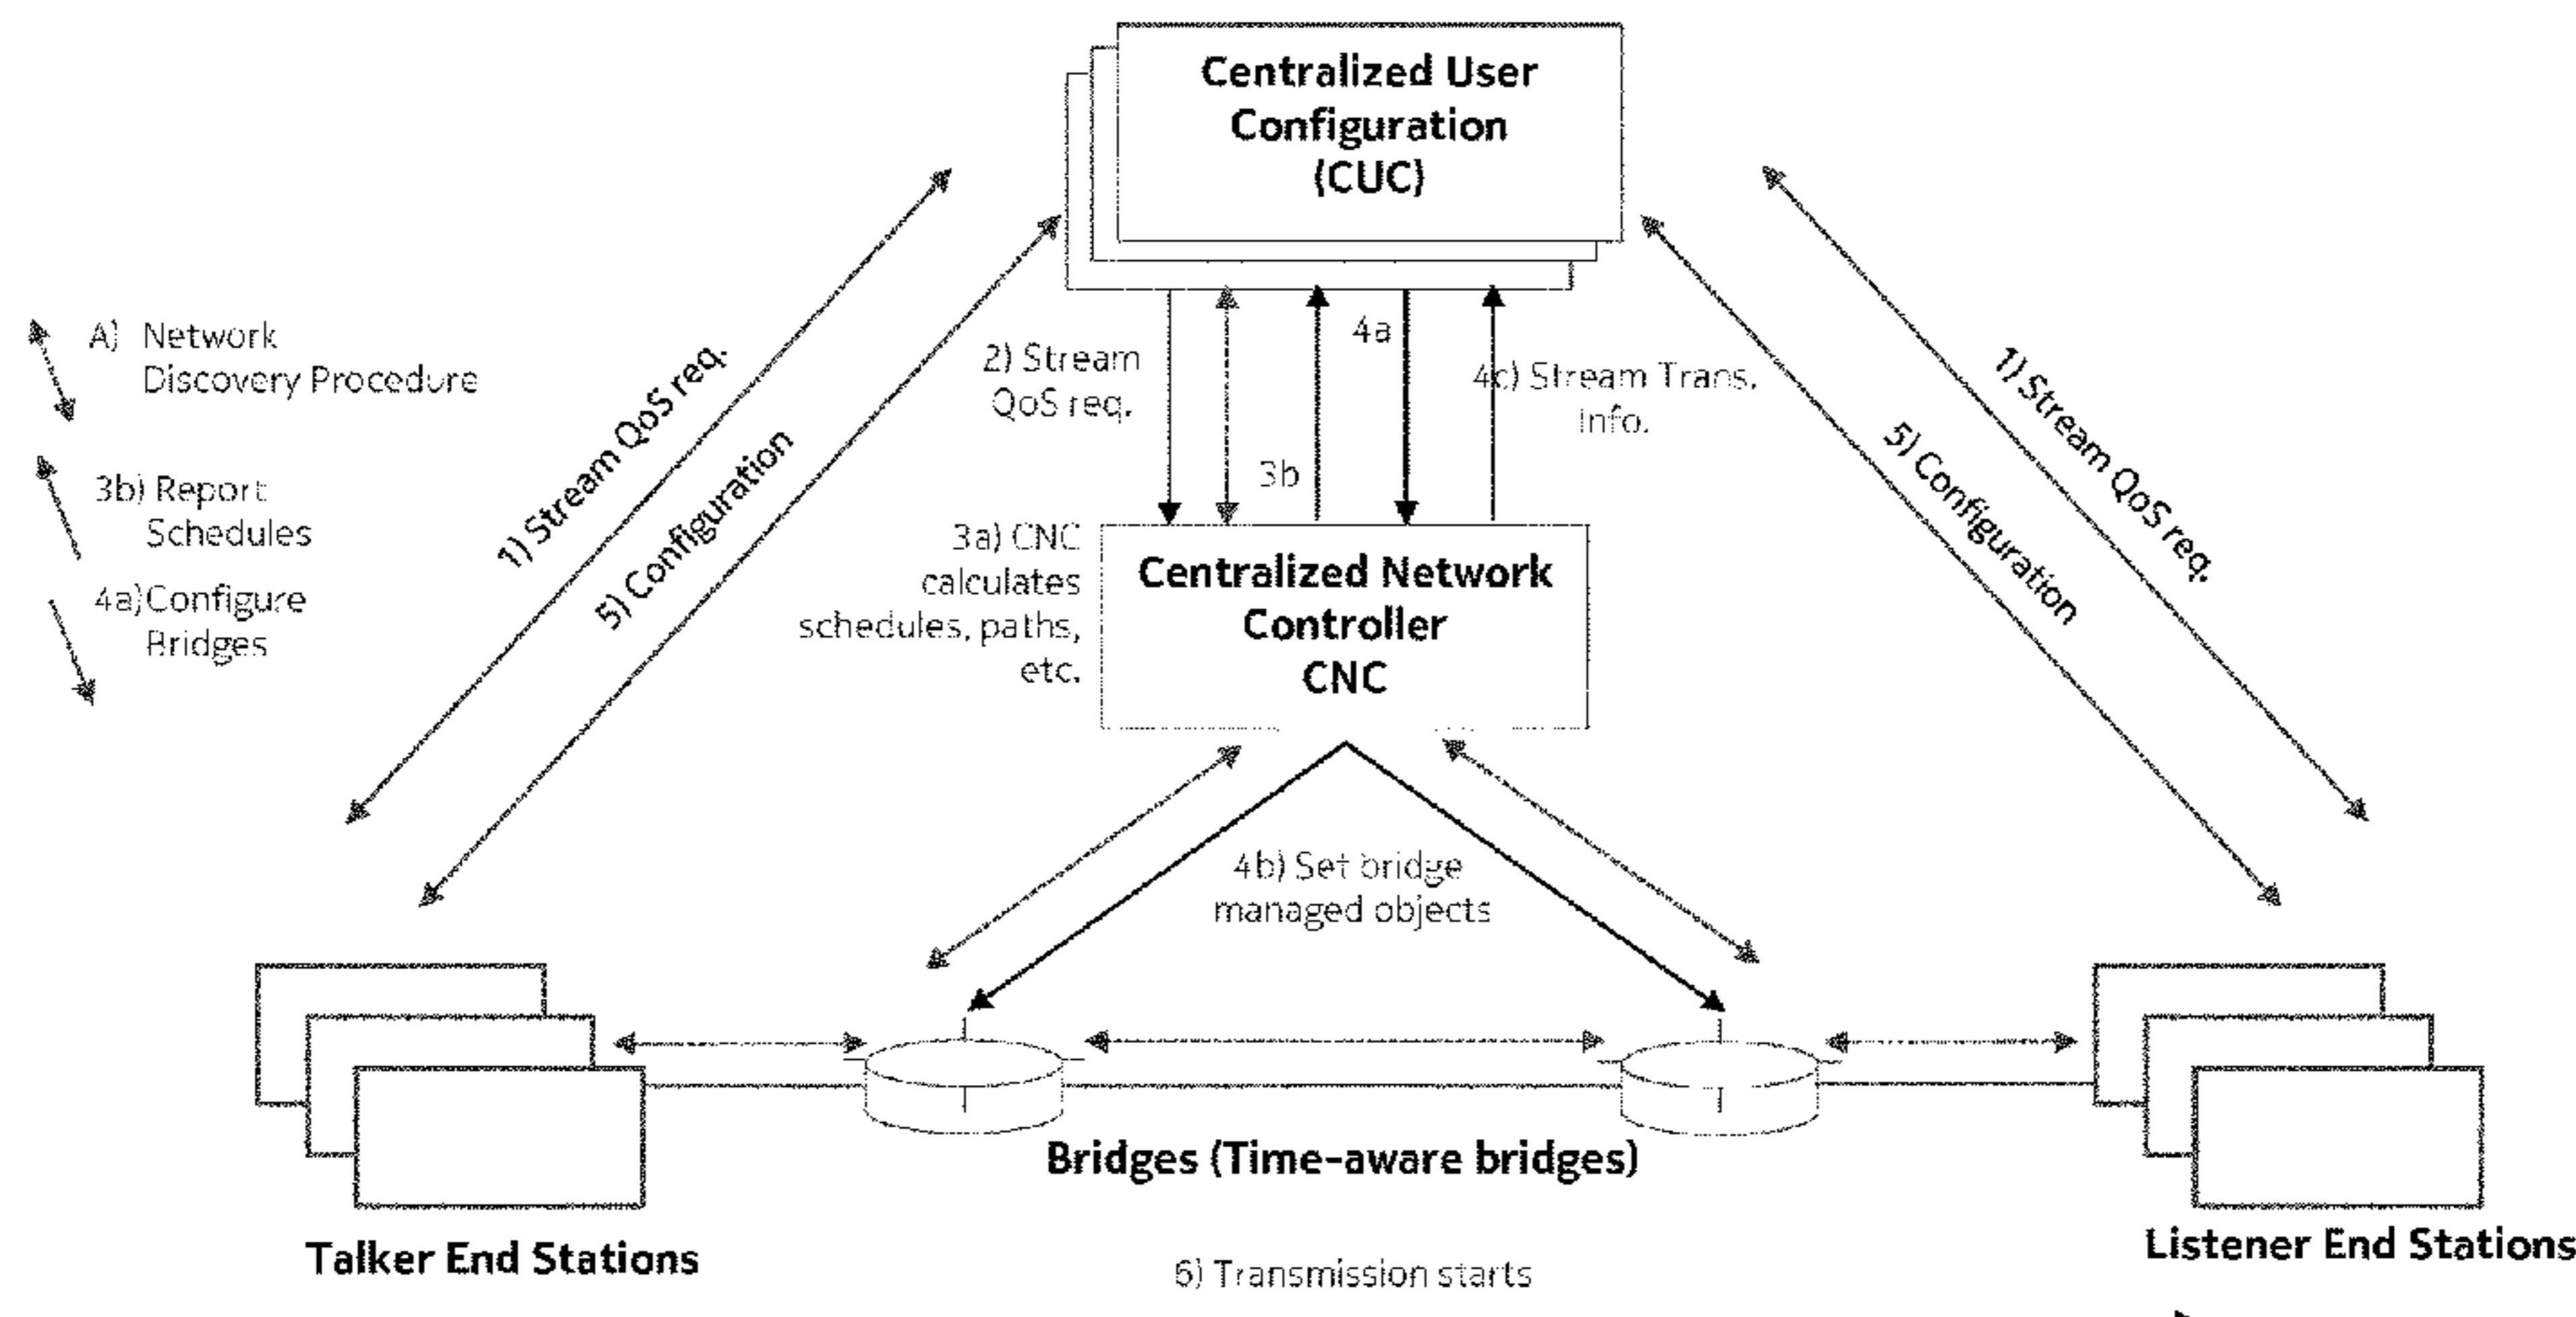 Centralized User
Configuration
(CUC)
A) Network
Discovery Procedure
3b) Report
Schedules
4a)Configure
Bridges
1) Stream QoS req.
5) Configuration
2) Stream
QoS req.
3b
4a
4c) Stream Trans.
info.
1) Stream QoS req.
5) Configuration
3a) CNC
calculates
schedules, paths,
etc.
Centralized Network
Controller
CNC
4b) Set bridge
managed objects
Bridges (Time-aware bridges)
Talker End Stations
Listener End Stations
6) Transmission starts